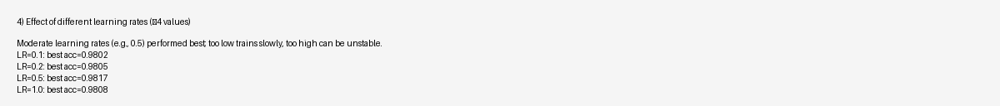 4) Effect of different learning rates (4 values)
Moderate learning rates (e.g., 0.5) performed best; too low trains slowly, too high can be unstable.
LR=0.1: best acc=0.9802
LR=0.2: best acc=0.9805
LR=0.5: best acc=0.9817
LR=1.0: best acc=0.9808